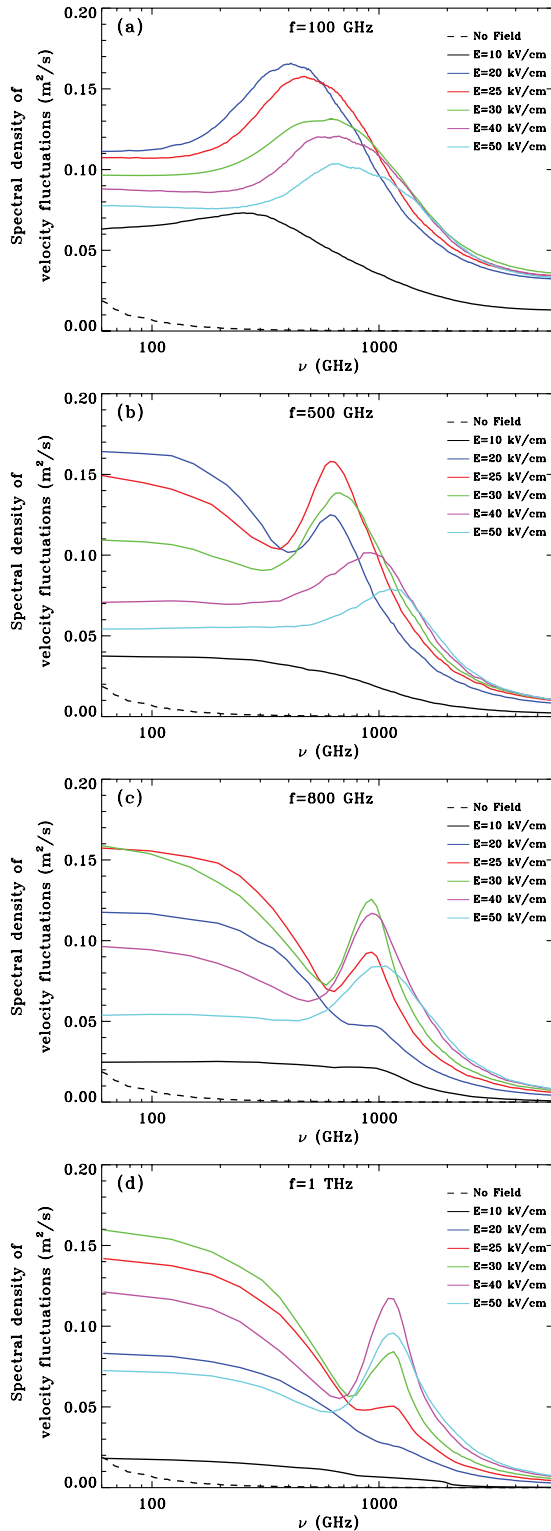 (a)
f=100 GHz
No Field
E=10 kV/cm
E=20 kV/cm
E=25 kV/cm
E=30 kV/cm
E=40 kV/cm
E=50 kV/cm
Spectral density of
velocity fluctuations (m²/s)
0.20
0.15
0.10
0.05
0.00
100
1000
ν (GHz)
(b)
f=500 GHz
No Field
E=10 kV/cm
E=20 kV/cm
E=25 kV/cm
E=30 kV/cm
E=40 kV/cm
E=50 kV/cm
Spectral density of
velocity fluctuations (m²/s)
0.20
0.15
0.10
0.05
0.00
100
1000
ν (GHz)
(c)
f=800 GHz
No Field
E=10 kV/cm
E=20 kV/cm
E=25 kV/cm
E=30 kV/cm
E=40 kV/cm
E=50 kV/cm
Spectral density of
velocity fluctuations (m²/s)
0.20
0.15
0.10
0.05
0.00
100
1000
ν (GHz)
(d)
f=1 THz
No Field
E=10 kV/cm
E=20 kV/cm
E=25 kV/cm
E=30 kV/cm
E=40 kV/cm
E=50 kV/cm
Spectral density of
velocity fluctuations (m²/s)
0.20
0.15
0.10
0.05
0.00
100
1000
ν (GHz)